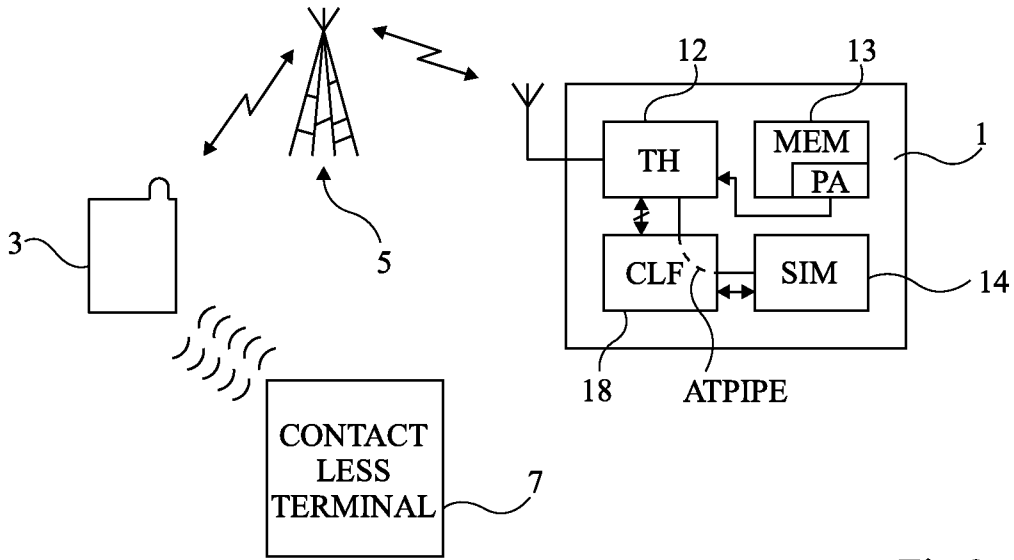 12
13
MEM
PA
1
TH
3
5
CLF
SIM
14
18
ATPIPE
CONTACT
LESS
TERMINAL
7